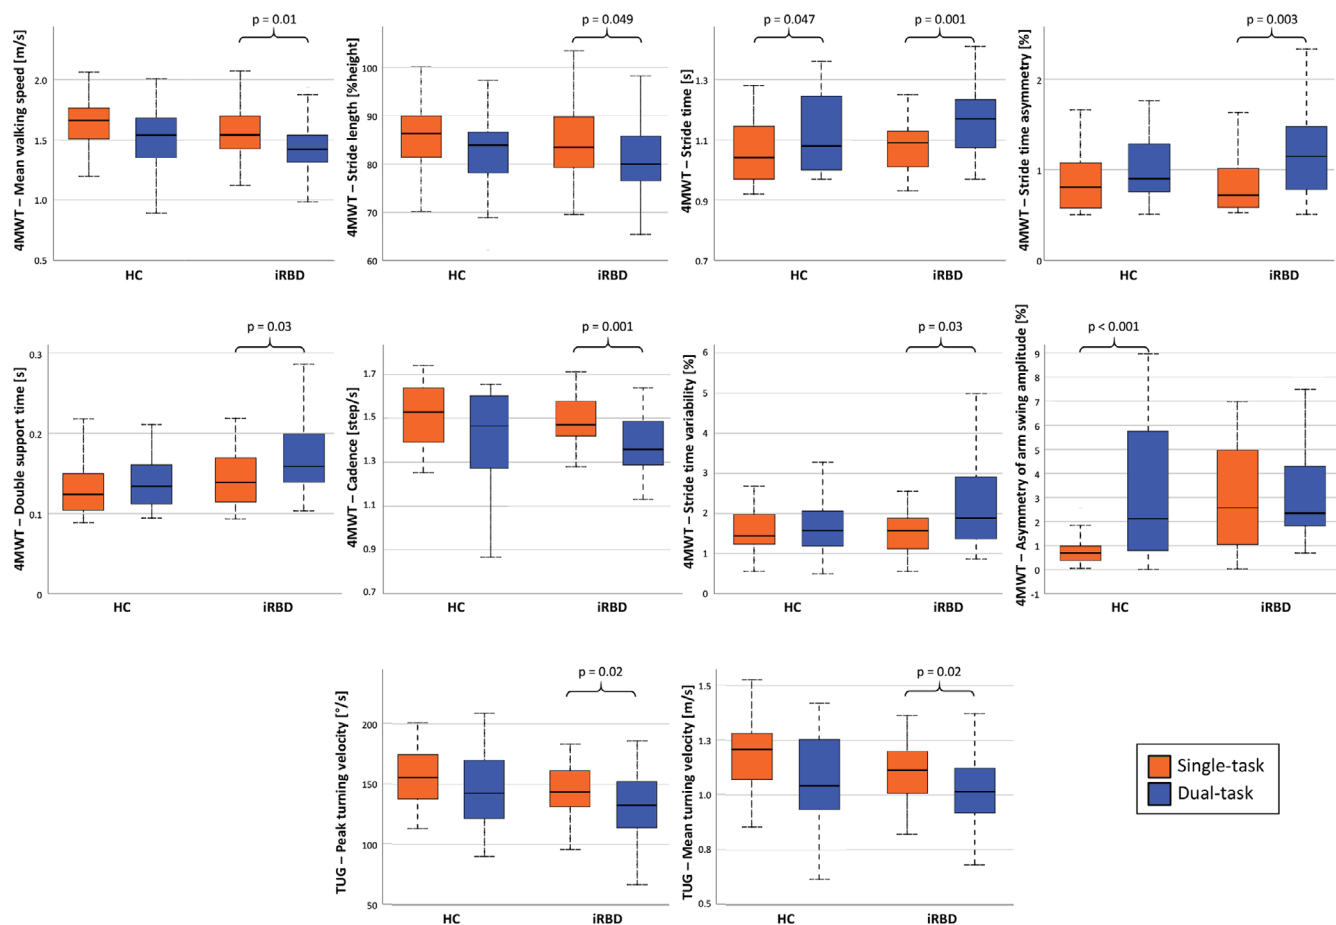 p = 0.01
4MWT – Mean walking speed [m/s]
2.0
1.5
1.0
0.5
HC
iRBD
p = 0.049
4MWT – Stride length [%height]
100
90
80
70
60
HC
iRBD
p = 0.047
p = 0.001
4MWT – Stride time [s]
1.3
1.1
0.9
0.7
HC
iRBD
p = 0.003
4MWT – Stride time asymmetry [%]
2
1
0
HC
iRBD
p = 0.03
4MWT – Double support time [s]
0.3
0.2
0.1
0
HC
iRBD
p = 0.001
4MWT – Cadence [step/s]
1.7
1.5
1.3
1.1
0.9
0.7
HC
iRBD
p = 0.03
4MWT – Stride time variability [%]
6
5
4
3
2
1
0
HC
iRBD
p < 0.001
4MWT – Asymmetry of arm swing amplitude [%]
9
8
7
6
5
4
3
2
1
0
-1
HC
iRBD
p = 0.02
TUG – Peak turning velocity [°/s]
200
150
100
50
HC
iRBD
p = 0.02
TUG – Mean turning velocity [m/s]
1.5
1.3
1.0
0.8
0.5
HC
iRBD
Single-task
Dual-task